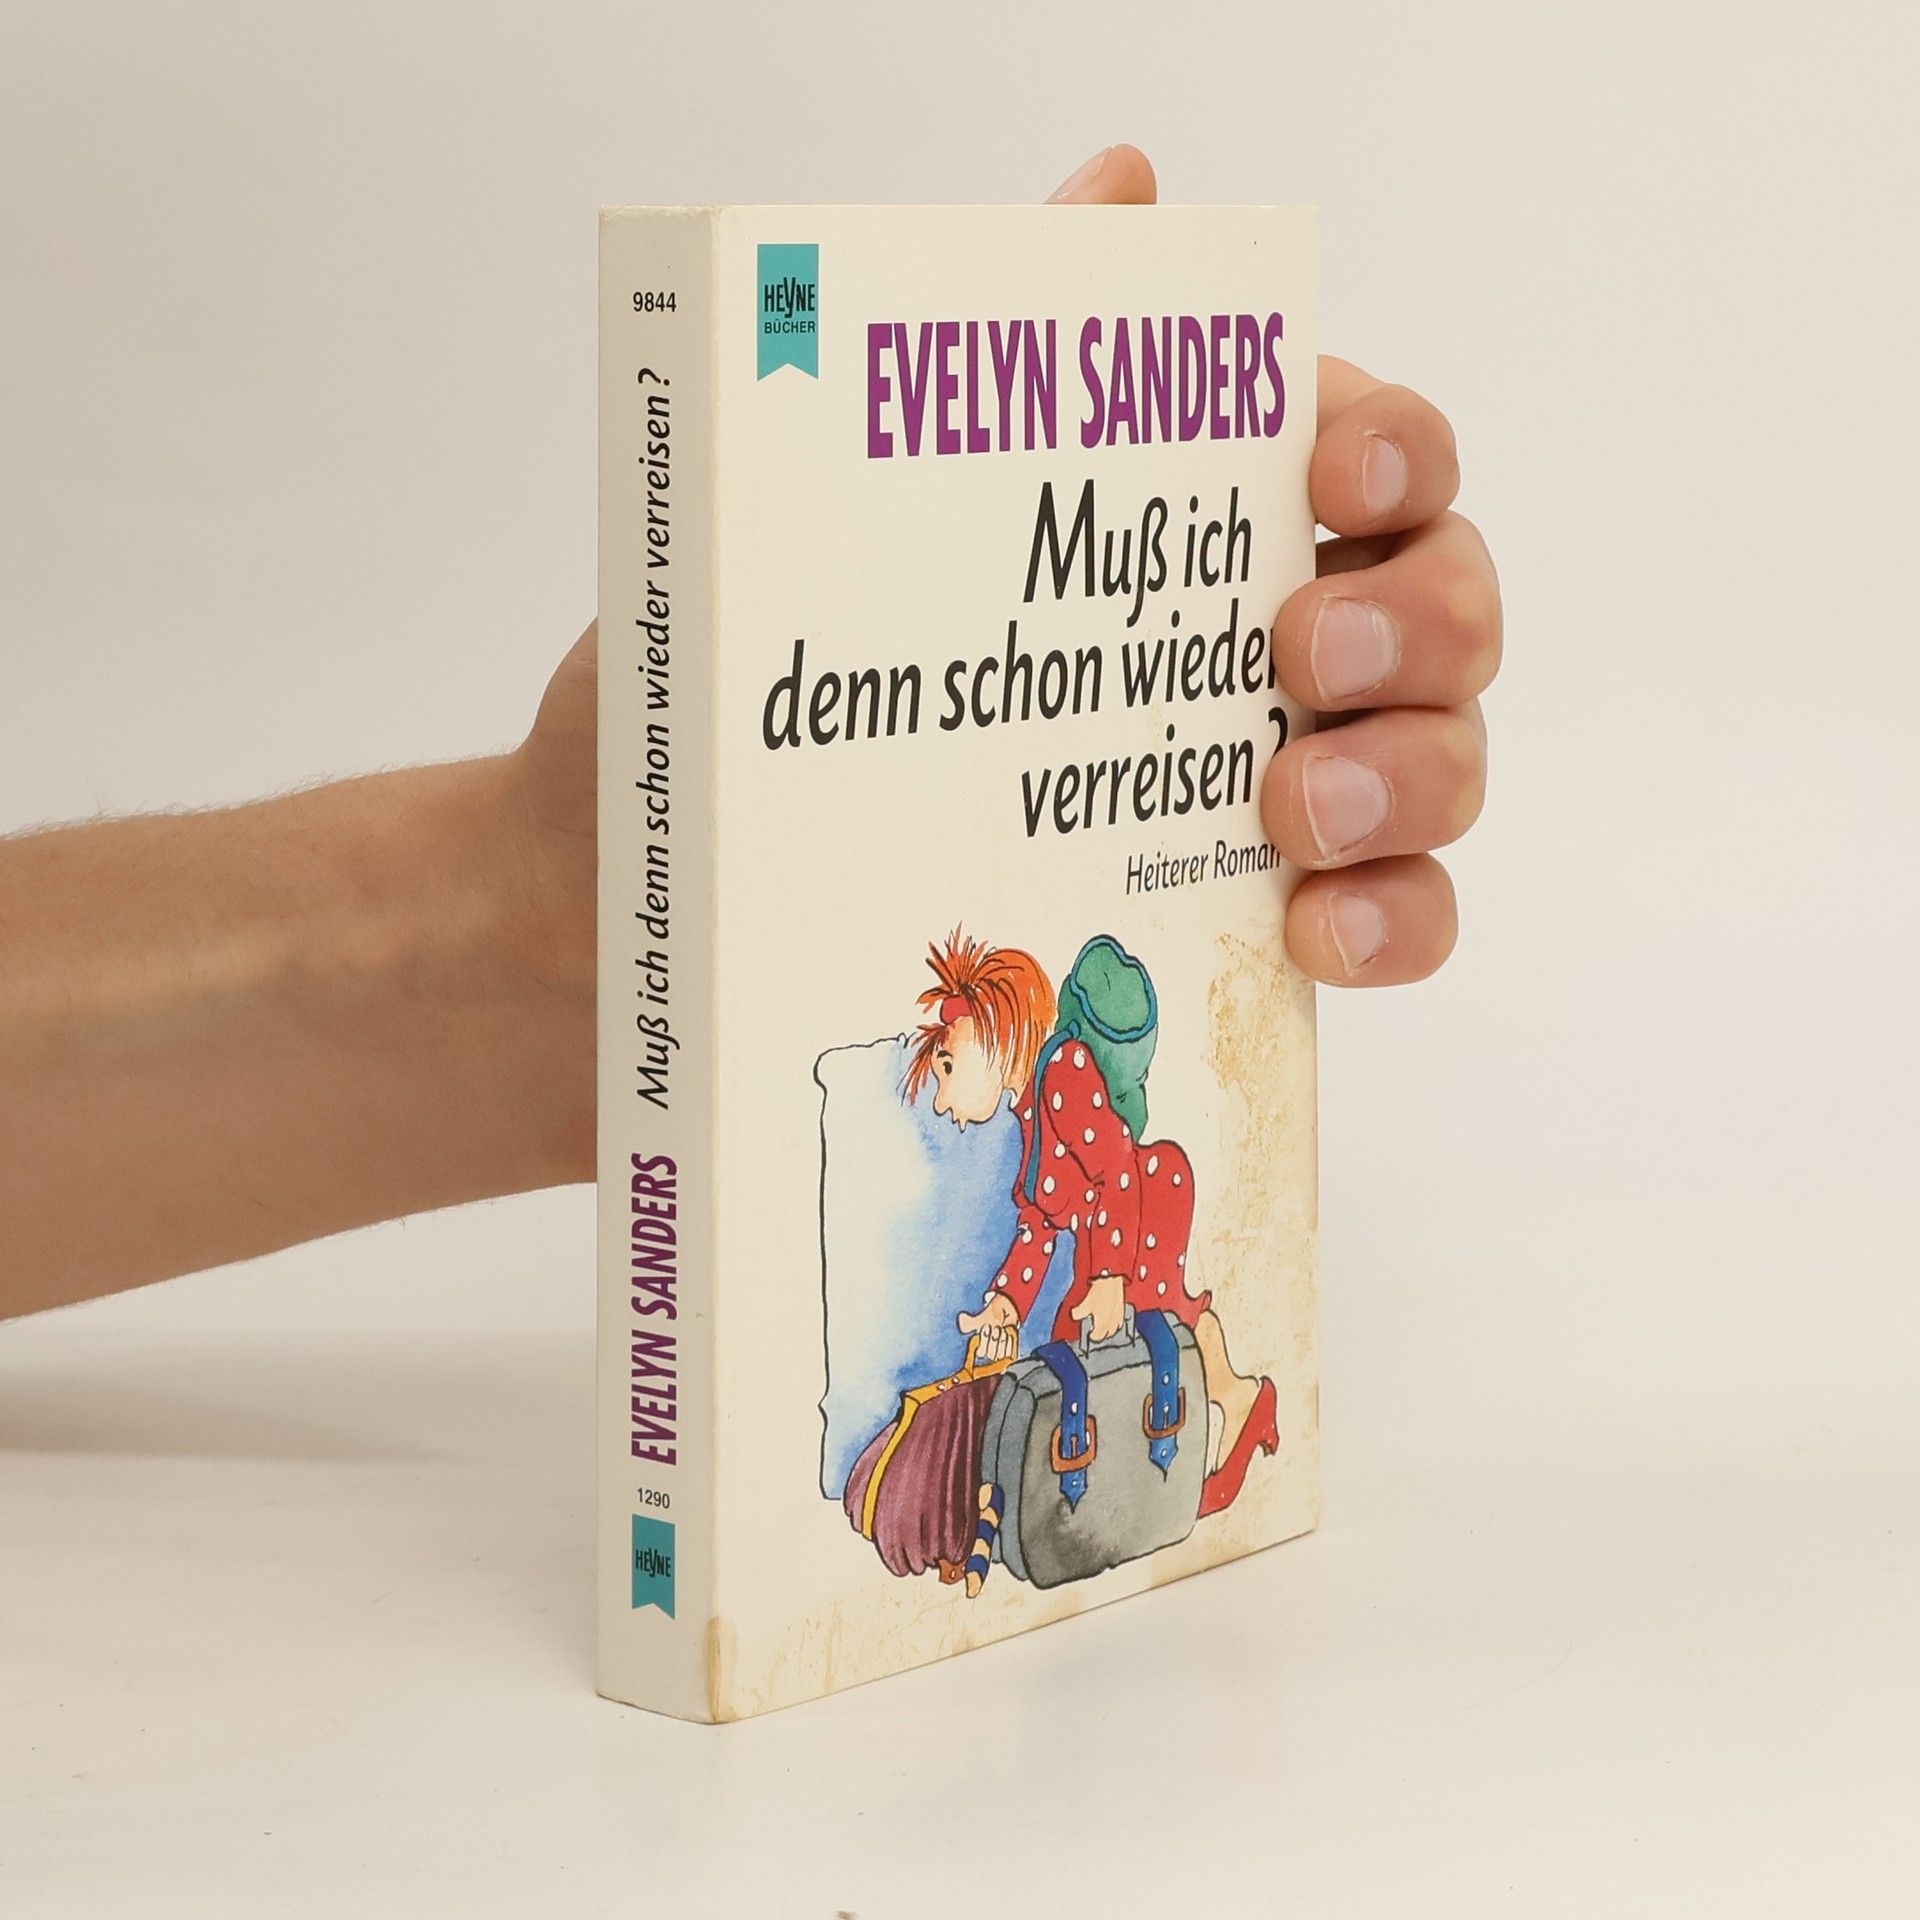 9844
Muß ich denn schon wieder verreisen?
EVELYN SANDERS
1290
HEYNE
HEYNE
BÜCHER
EVELYN SANDERS
Muß ich
denn schon wieder
verreisen?
Heiterer Roman